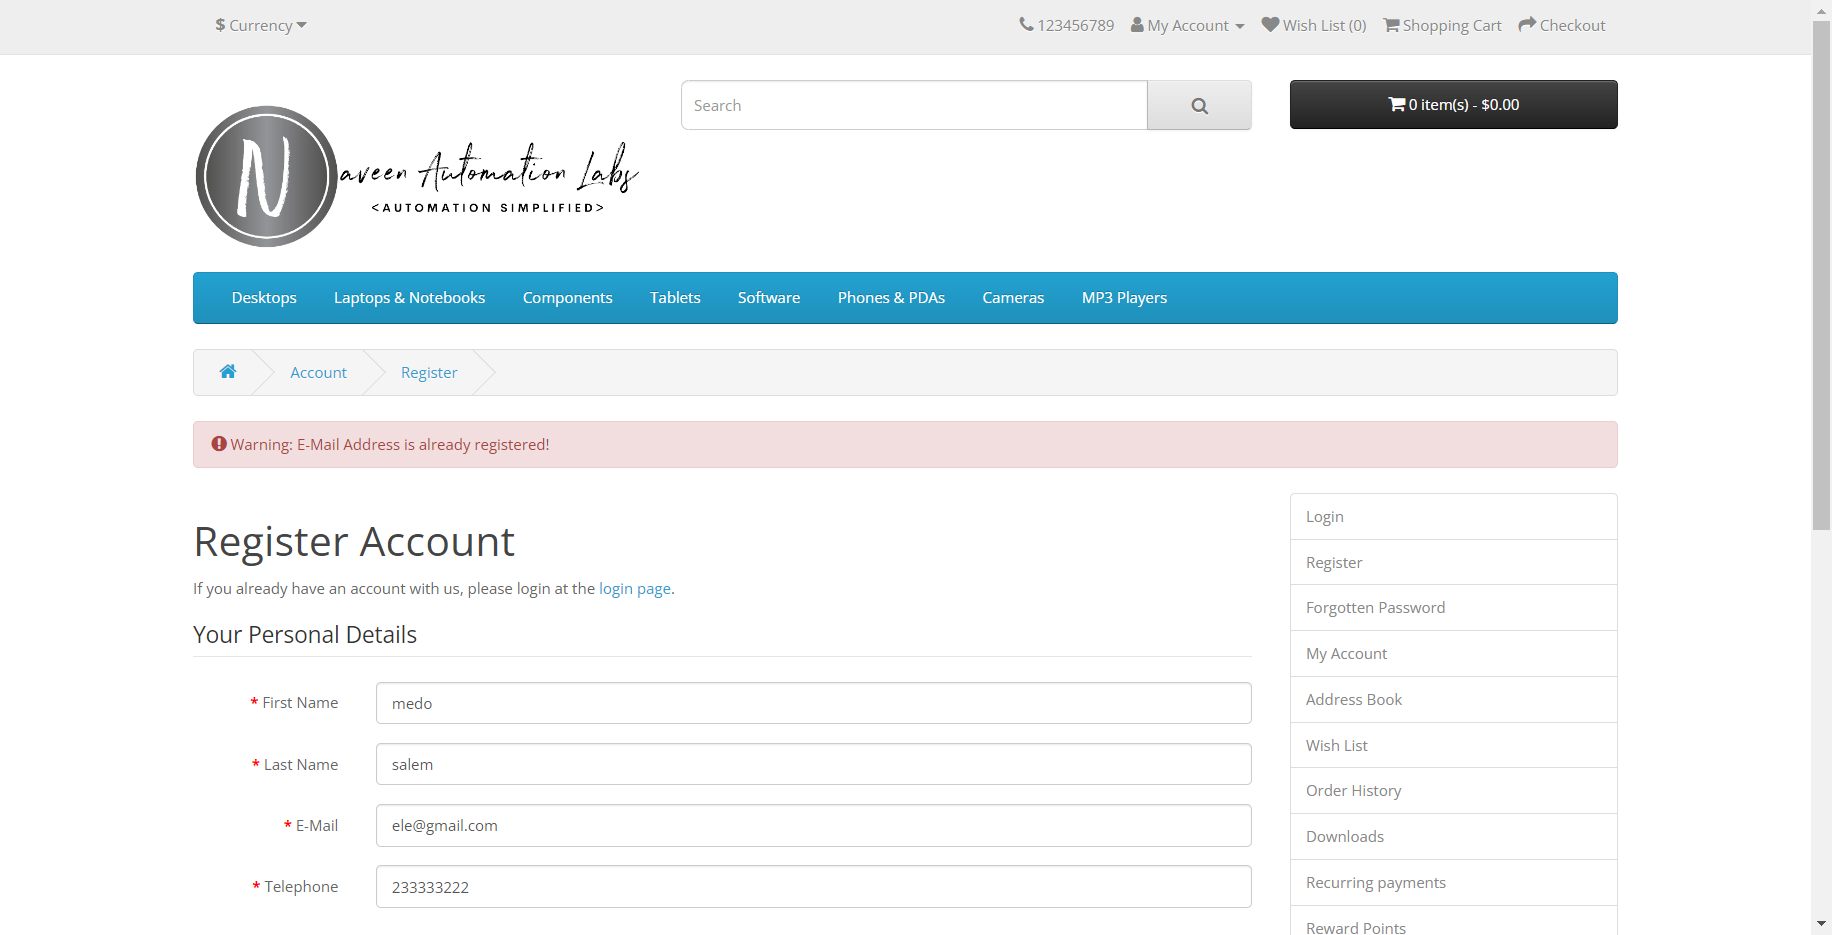 $ Currency
123456789 My Account Wish List (0) Shopping Cart Checkout
Search
0 item(s) - $0.00
Naveen Automation Labs
<AUTOMATION SIMPLIFIED>
Desktops Laptops & Notebooks Components Tablets Software Phones & PDAs Cameras MP3 Players
Account Register
Warning: E-Mail Address is already registered!
Register Account
If you already have an account with us, please login at the login page.
Your Personal Details
* First Name medo
* Last Name salem
* E-Mail ele@gmail.com
* Telephone 233333222
Login
Register
Forgotten Password
My Account
Address Book
Wish List
Order History
Downloads
Recurring payments
Reward Points